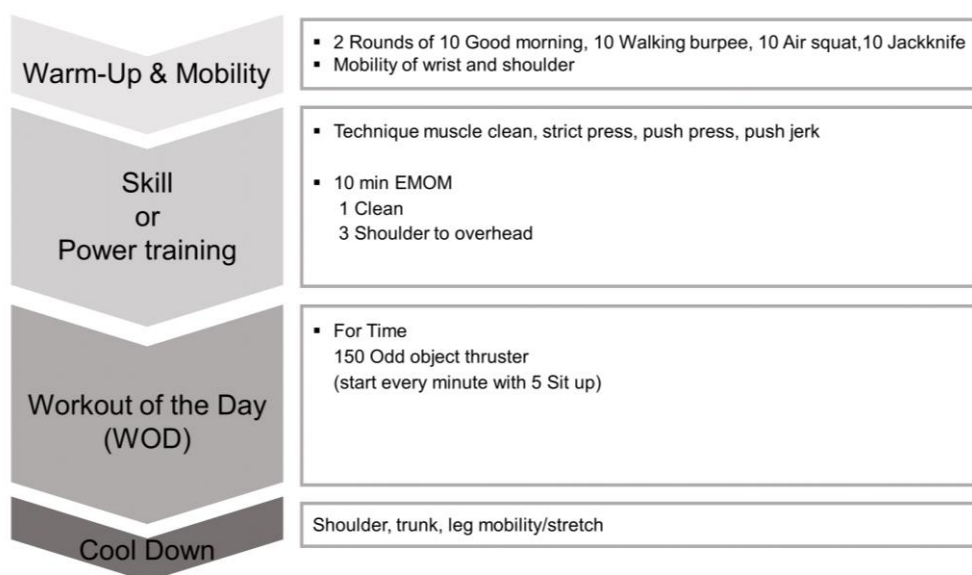 Warm-Up & Mobility
▪ 2 Rounds of 10 Good morning, 10 Walking burpee, 10 Air squat,10 Jackknife
▪ Mobility of wrist and shoulder
Skill
or
Power training
▪ Technique muscle clean, strict press, push press, push jerk
▪ 10 min EMOM
1 Clean
3 Shoulder to overhead
Workout of the Day
(WOD)
▪ For Time
150 Odd object thruster
(start every minute with 5 Sit up)
Cool Down
Shoulder, trunk, leg mobility/stretch